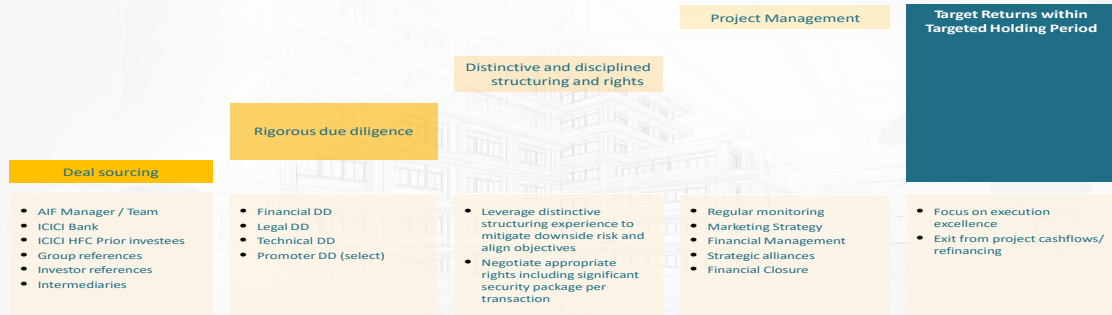 Project Management
Target Returns within
Targeted Holding Period
Distinctive and disciplined
structuring and rights
Rigorous due diligence
Deal sourcing
• AIF Manager / Team
• ICICI Bank
• ICICI HFC Prior investees
• Group references
• Investor references
• Intermediaries
• Financial DD
• Legal DD
• Technical DD
• Promoter DD (select)
• Leverage distinctive
structuring experience to
mitigate downside risk and
align objectives
• Negotiate appropriate
rights including significant
security package per
transaction
• Regular monitoring
• Marketing Strategy
• Financial Management
• Strategic alliances
• Financial Closure
• Focus on execution
excellence
• Exit from project cashflows/
refinancing